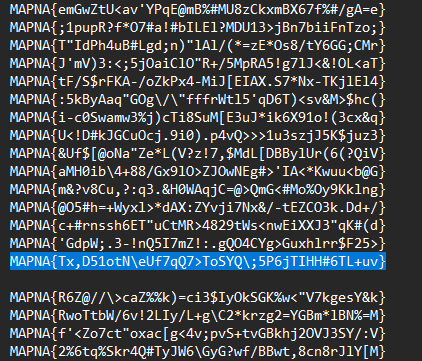 MAPNA{emGwZtU<av'YPqE@mB%#MU8zCkxmBX67f%#/gA=e}
MAPNA{;1pupR?f*O7#a!#bILEl?MDU13>jBn7biiFnTzo;}
MAPNA{T"IdPh4uB#Lgd;n)"lAl/(*=zE*Os8/tY6GG;CMr}
MAPNA{J'mV)3:<;5jOaiClO"R+/5MpRA5!g7lJ<&!OL<aT}
MAPNA{tF/S$rFKA-/oZkPx4-MiJ[EIAX.S7*Nx-TKjlEl4}
MAPNA{:5kByAaq"GOg\/\"fffrWtl5'qD6T)<sv&M>$hc(}
MAPNA{i-c0Swamw3%j)cTi8SuM[E3uJ*ik6X91o!(3cx&q}
MAPNA{U<!D#kJGCuOcj.9i0).p4vQ>>>1u3szjJ5K$juz3}
MAPNA{&Uf$[@oNa"Ze*L(V?z!7,$MdL[DBBylUr(6(?QiV}
MAPNA{aMH0ib\4+88/Gx9lO>ZJOwNEg#>'IA<*Kwuu<b@G}
MAPNA{m&?v8Cu,?:q3.&H0WAqjC=@>QmG<#Mo%Oy9Kklng}
MAPNA{@O5#h=+Wyxl>*dAX:ZYvji7Nx&/-tEZCO3k.Dd+/}
MAPNA{c+#rnssh6ET"uCtMR>4829tWs<nwEiXXJ3"qK#(d}
MAPNA{'GdpW;.3-!nQ5I7mZ!:.gQO4CYg>Guxhlrr$F25>}
MAPNA{Tx,D51otN\eUf7qQ7>ToSYQ\;5P6jTIHH#6TL+uv}
MAPNA{R6Z@//\>caZ%%k)=ci3$IyOkSGK%w<"V7kgesY&k}
MAPNA{RwoTtbW/6v!2LIy/L+g\C2*krzg2=YGBm*lBN%=M}
MAPNA{f'<Zo7ct"oxac[g<4v;pvS+tvGBkhj2OVJ3SY/:V}
MAPNA{2%6tq%Skr4Q#TyJW6\GyG?wf/BBwt,8cn8rJlY[M}